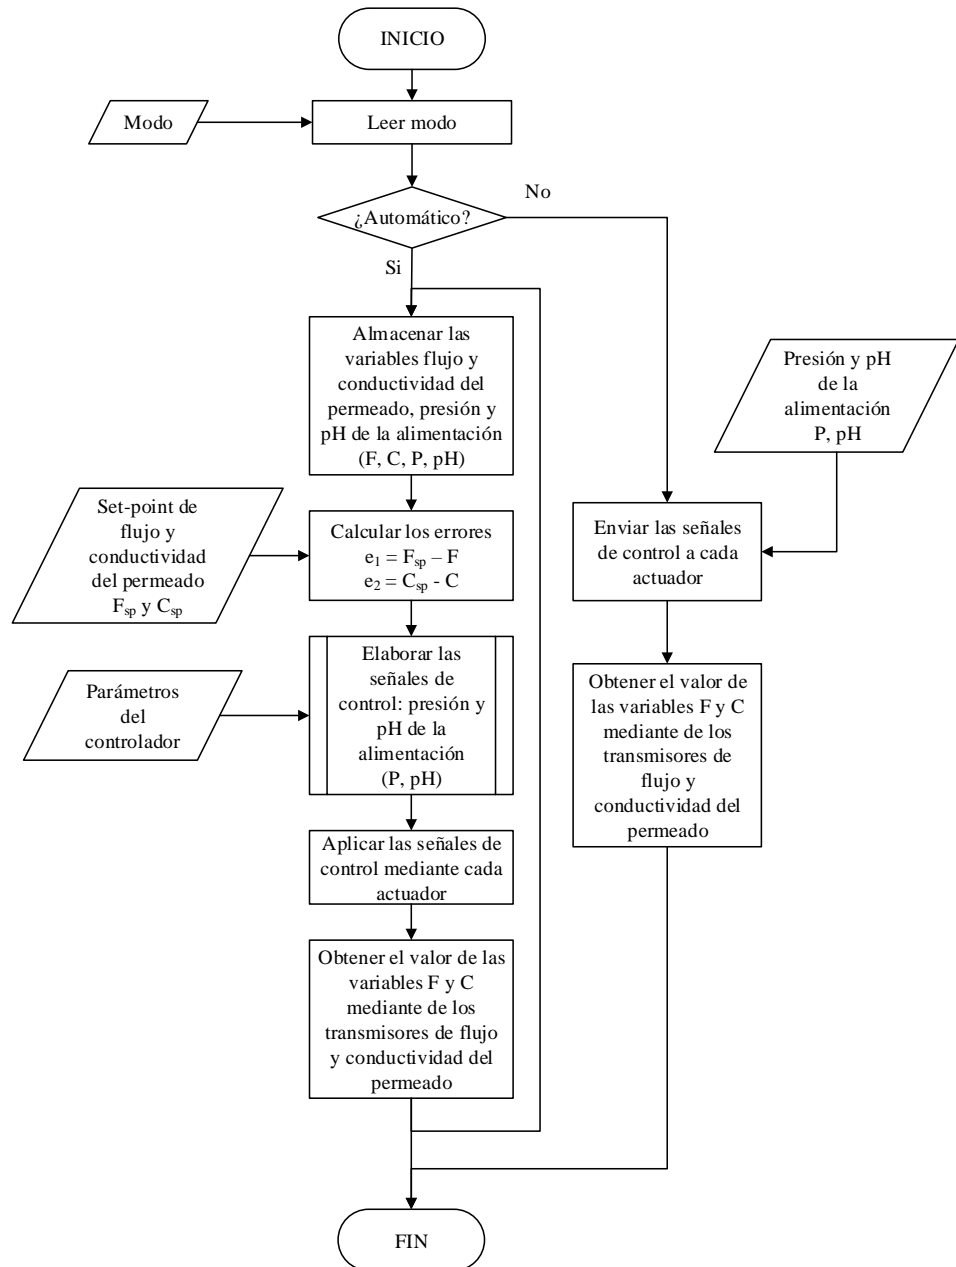 INICIO
Modo
Leer modo
¿Automático?
No
Si
Almacenar las
variables flujo y
conductividad del
permeado, presión y
pH de la alimentación
(F, C, P, pH)
Presión y pH
de la
alimentación
P, pH
Set-point de
flujo y
conductividad
del permeado
Fsp y Csp
Calcular los errores
e1 = Fsp – F
e2 = Csp - C
Enviar las señales
de control a cada
actuador
Parámetros
del
controlador
Elaborar las
señales de
control: presión y
pH de la
alimentación
(P, pH)
Obtener el valor de
las variables F y C
mediante de los
transmisores de
flujo y
conductividad del
permeado
Aplicar las señales de
control mediante cada
actuador
Obtener el valor de las
variables F y C
mediante de los
transmisores de flujo
y conductividad del
permeado
FIN